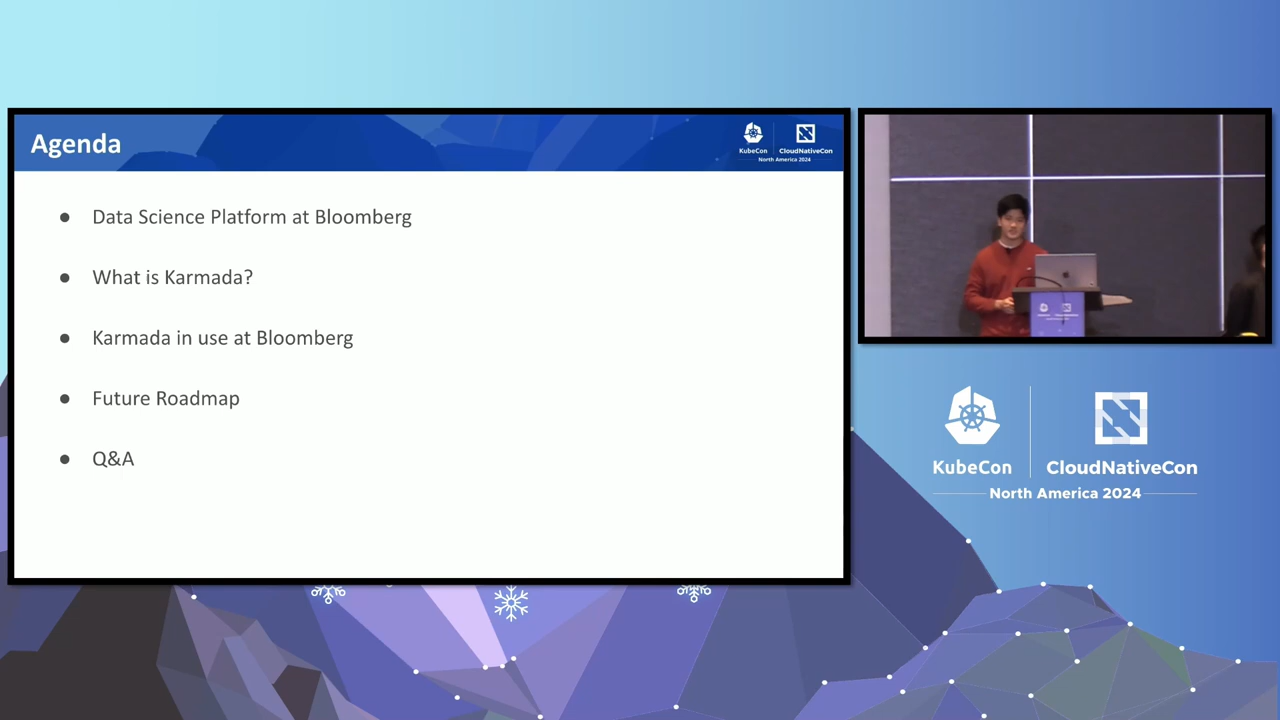 Agenda
KubeCon
CloudNativeCon
North America 2024
Data Science Platform at Bloomberg
What is Karmada?
Karmada in use at Bloomberg
Future Roadmap
Q&A
KubeCon
CloudNativeCon
North America 2024